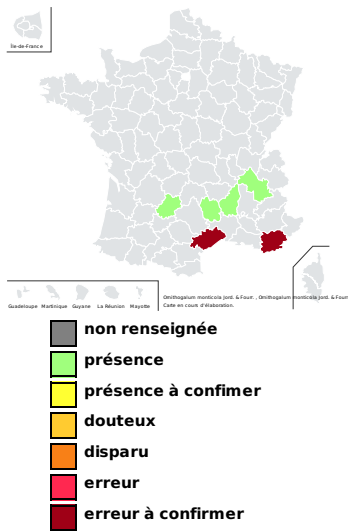 Île-de-France
Guadeloupe Martinique Guyane La Réunion Mayotte
Ornithogalum monticola Jord. & Fourr. , Ornithogalum monticola Jord. & Fourr
Carte en cours d'élaboration.
non renseignée
présence
présence à confimer
douteux
disparu
erreur
erreur à confirmer